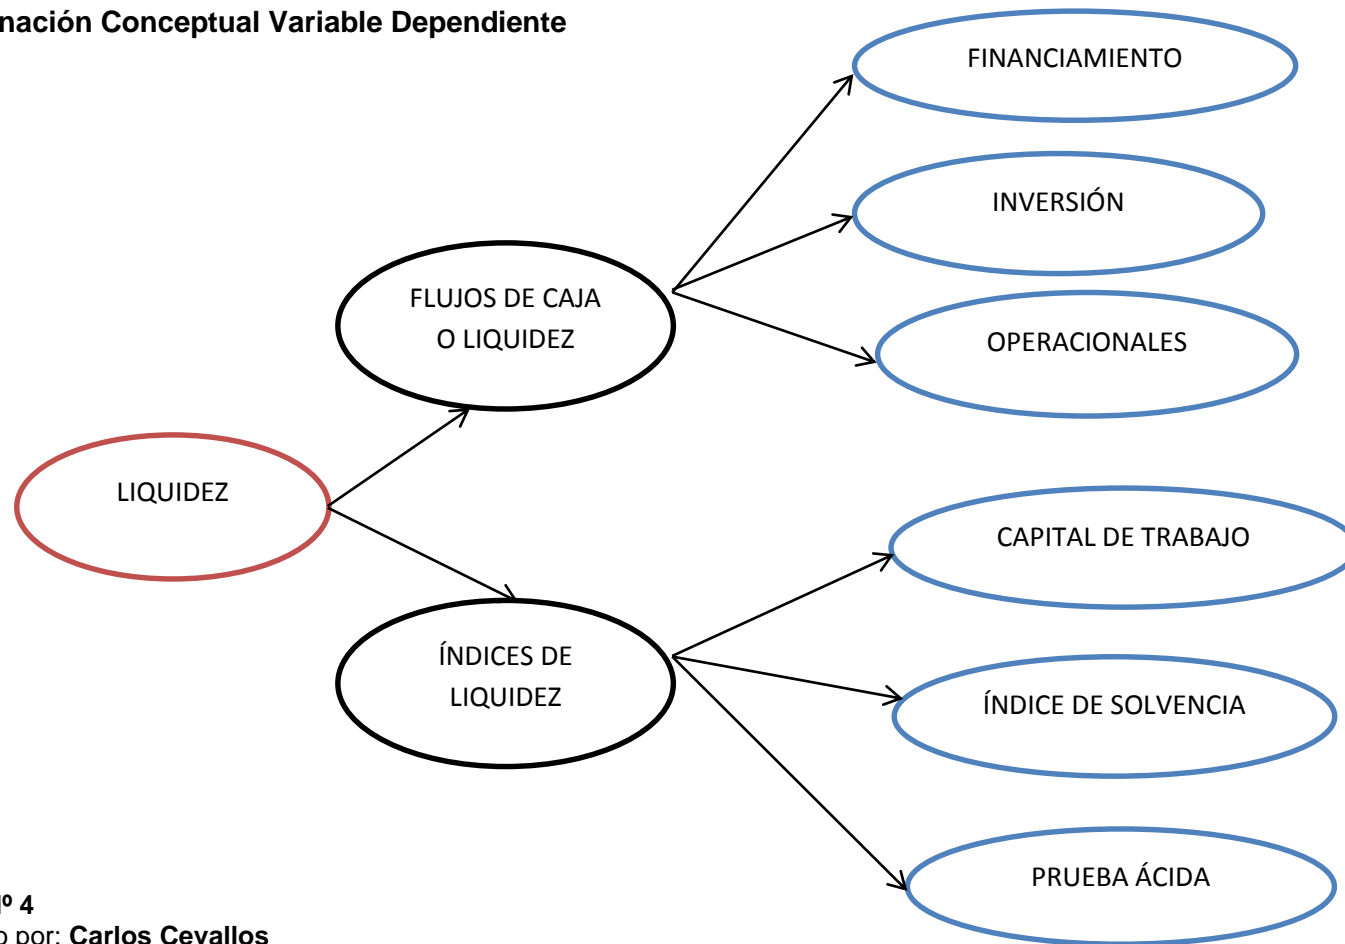 nación Conceptual Variable Dependiente
FINANCIAMIENTO
INVERSIÓN
FLUJOS DE CAJA
O LIQUIDEZ
OPERACIONALES
LIQUIDEZ
CAPITAL DE TRABAJO
ÍNDICES DE
LIQUIDEZ
ÍNDICE DE SOLVENCIA
PRUEBA ÁCIDA
º 4
o por: Carlos Cevallos